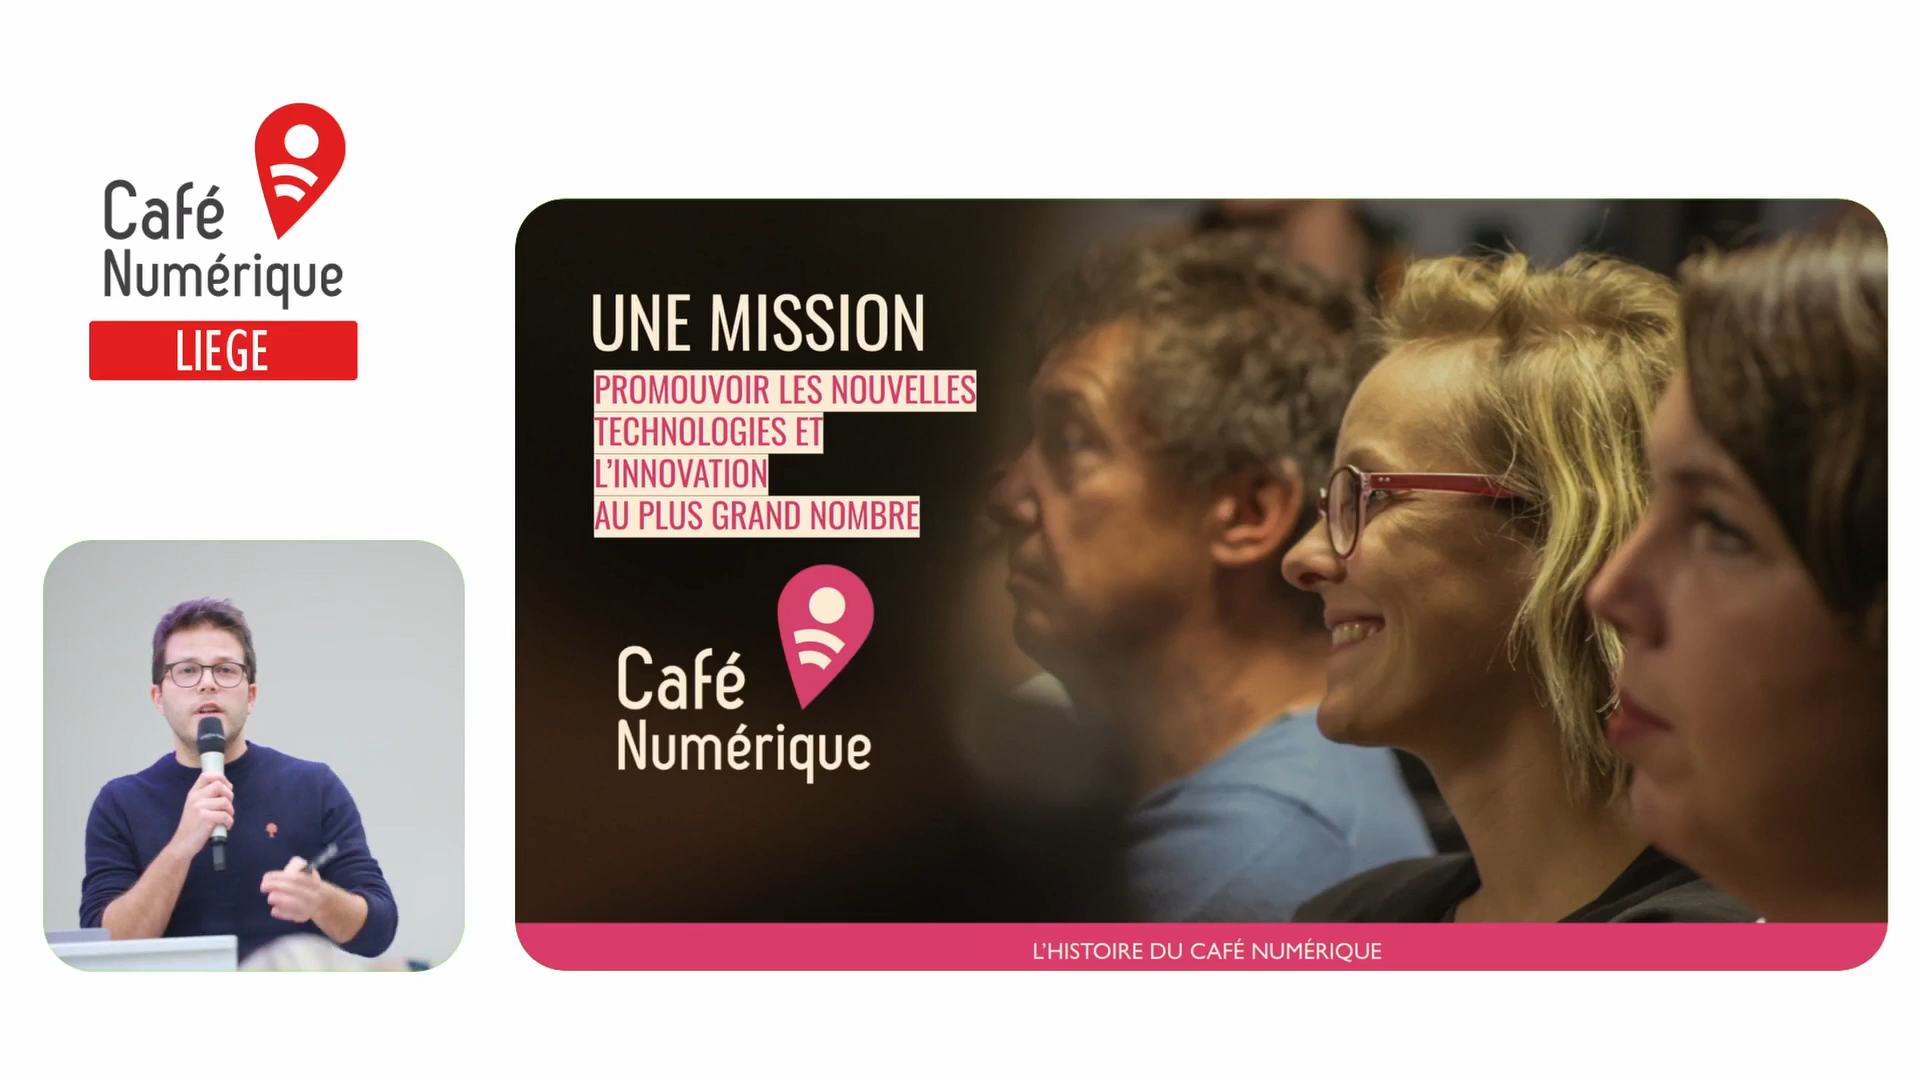 Café
Numérique
LIEGE
UNE MISSION
PROMOUVOIR LES NOUVELLES
TECHNOLOGIES ET
L’INNOVATION
AU PLUS GRAND NOMBRE
Café
Numérique
L’HISTOIRE DU CAFÉ NUMÉRIQUE